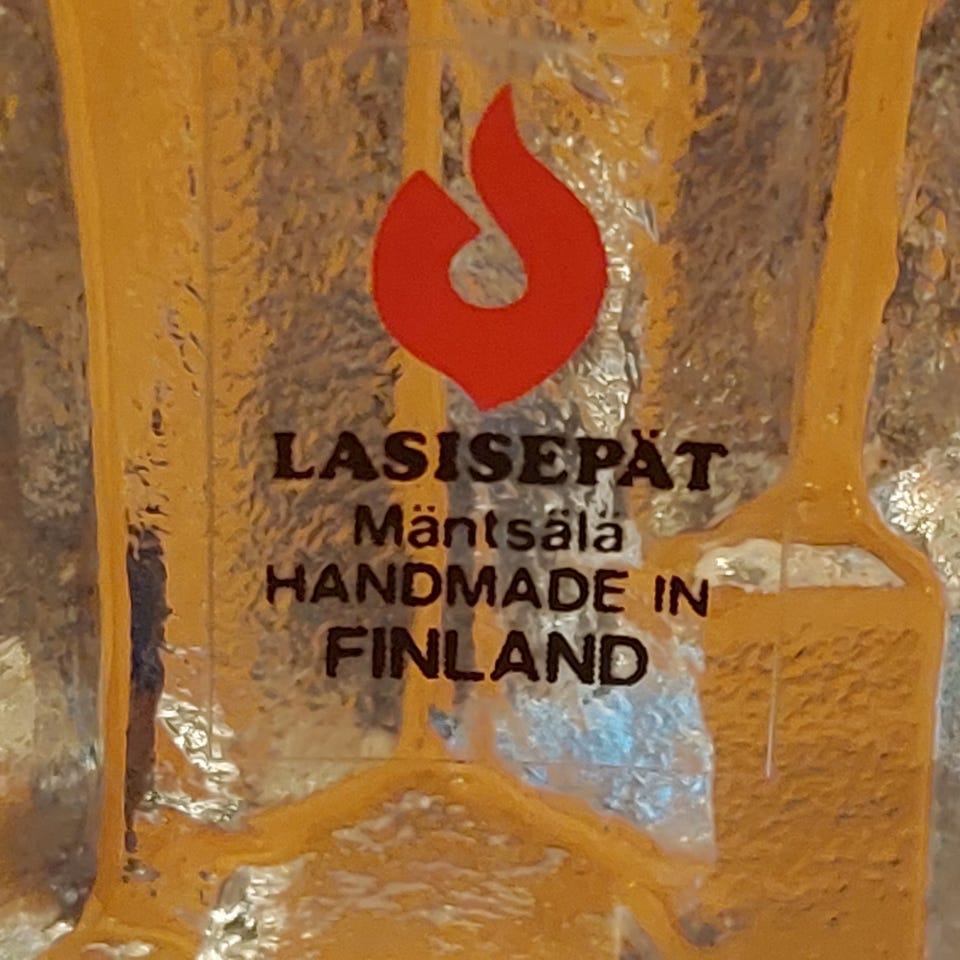 LASISEPÄT
Mäntsälä
HANDMADE IN
FINLAND